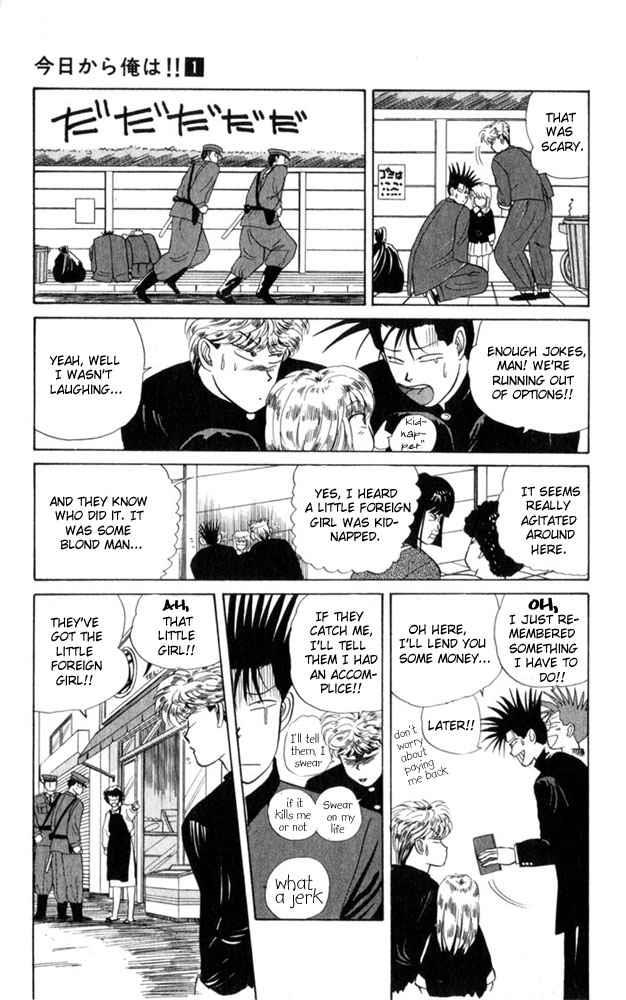 今日から俺は!! 1
THAT
WAS
SCARY.
ゴミは
だだだだだ
ENOUGH JOKES,
MAN! WE'RE
RUNNING OUT
OF OPTIONS!!
Kid-
nap-
per"
YEAH, WELL
I WASN'T
LAUGHING...
IT SEEMS
REALLY
AGITATED
AROUND
HERE.
YES, I HEARD
A LITTLE FOREIGN
GIRL WAS KID-
NAPPED.
AND THEY KNOW
WHO DID IT. IT
WAS SOME
BLOND MAN...
OH,
I JUST RE-
MEMBERED
SOMETHING
I HAVE TO
DO!!
OH HERE,
I'LL LEND YOU
SOME MONEY...
LATER!!
don't
worry
about
paying
me back
IF THEY
CATCH ME,
I'LL TELL
THEM I HAD
AN ACCOM-
PLICE!!
I'll tell
them, I
swear
Swear
on my
life
if it
kills me
or not
what
a jerk
AH,
THAT
LITTLE
GIRL!!
THEY'VE
GOT THE
LITTLE
FOREIGN
GIRL!!